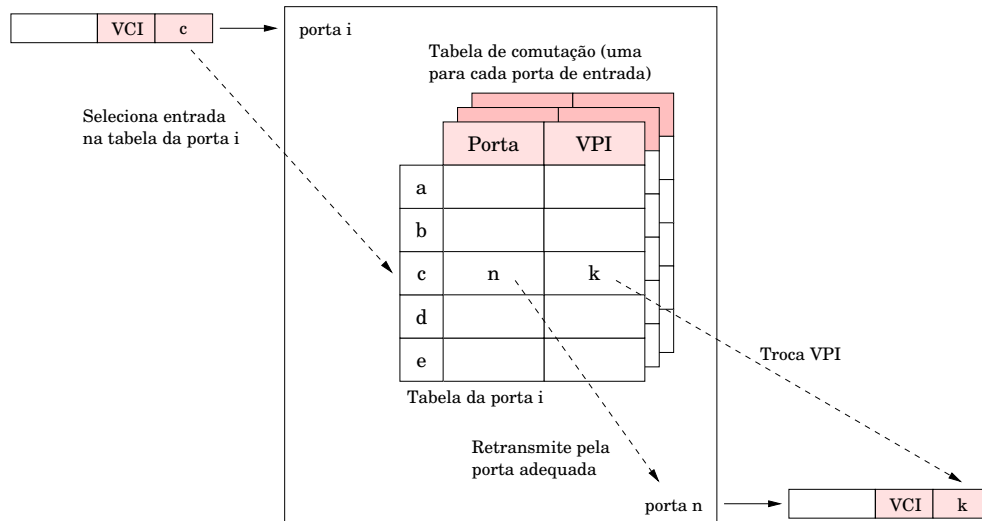 VCI c
porta i
Tabela de comutação (uma
para cada porta de entrada)
Seleciona entrada
na tabela da porta i
Porta VPI
a
b
c n k
d
e
Tabela da porta i
Troca VPI
Retransmite pela
porta adequada
porta n
VCI k